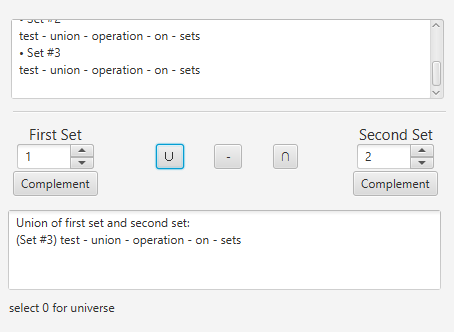 • Set #2
test - union - operation - on - sets
• Set #3
test - union - operation - on - sets
First Set
Second Set
1
∪
-
∩
2
Complement
Complement
Union of first set and second set:
(Set #3) test - union - operation - on - sets
select 0 for universe